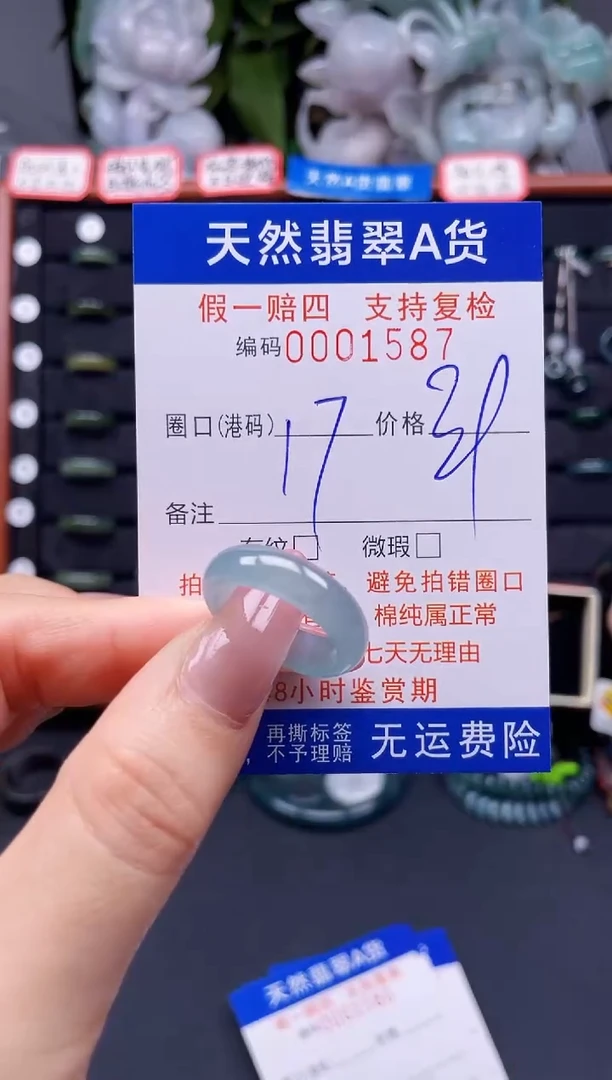 天然翡翠A货
假一赔四 支持复检
编码0001587
圈口(港码) 17 价格
备注
有纹□ 微瑕□
拍 避免拍错圈口
棉纯属正常
七天无理由
8小时鉴赏期
再撕标签
,不予理赔 无运费险
天然翡翠A货